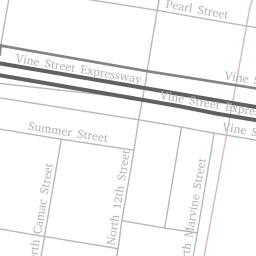 Pearl Street
Vine Street Expressway
Vine S
Vine Street Expre
Vine S
Summer Street
North 12th Street
rth Camac Street
rth Marvine Street